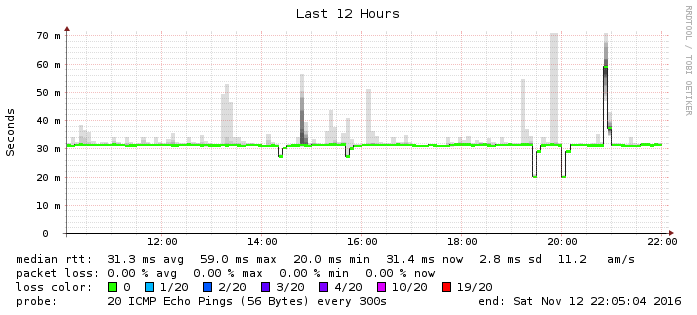 Last 12 Hours
RRDTOOL / TOBI OETIKER
Seconds
70 m
60 m
50 m
40 m
30 m
20 m
10 m
0
12:00 14:00 16:00 18:00 20:00 22:00
median rtt: 31.3 ms avg 59.0 ms max 20.0 ms min 31.4 ms now 2.8 ms sd 11.2 am/s
packet loss: 0.00 % avg 0.00 % max 0.00 % min 0.00 % now
loss color: 0 1/20 2/20 3/20 4/20 10/20 19/20
probe: 20 ICMP Echo Pings (56 Bytes) every 300s end: Sat Nov 12 22:05:04 2016